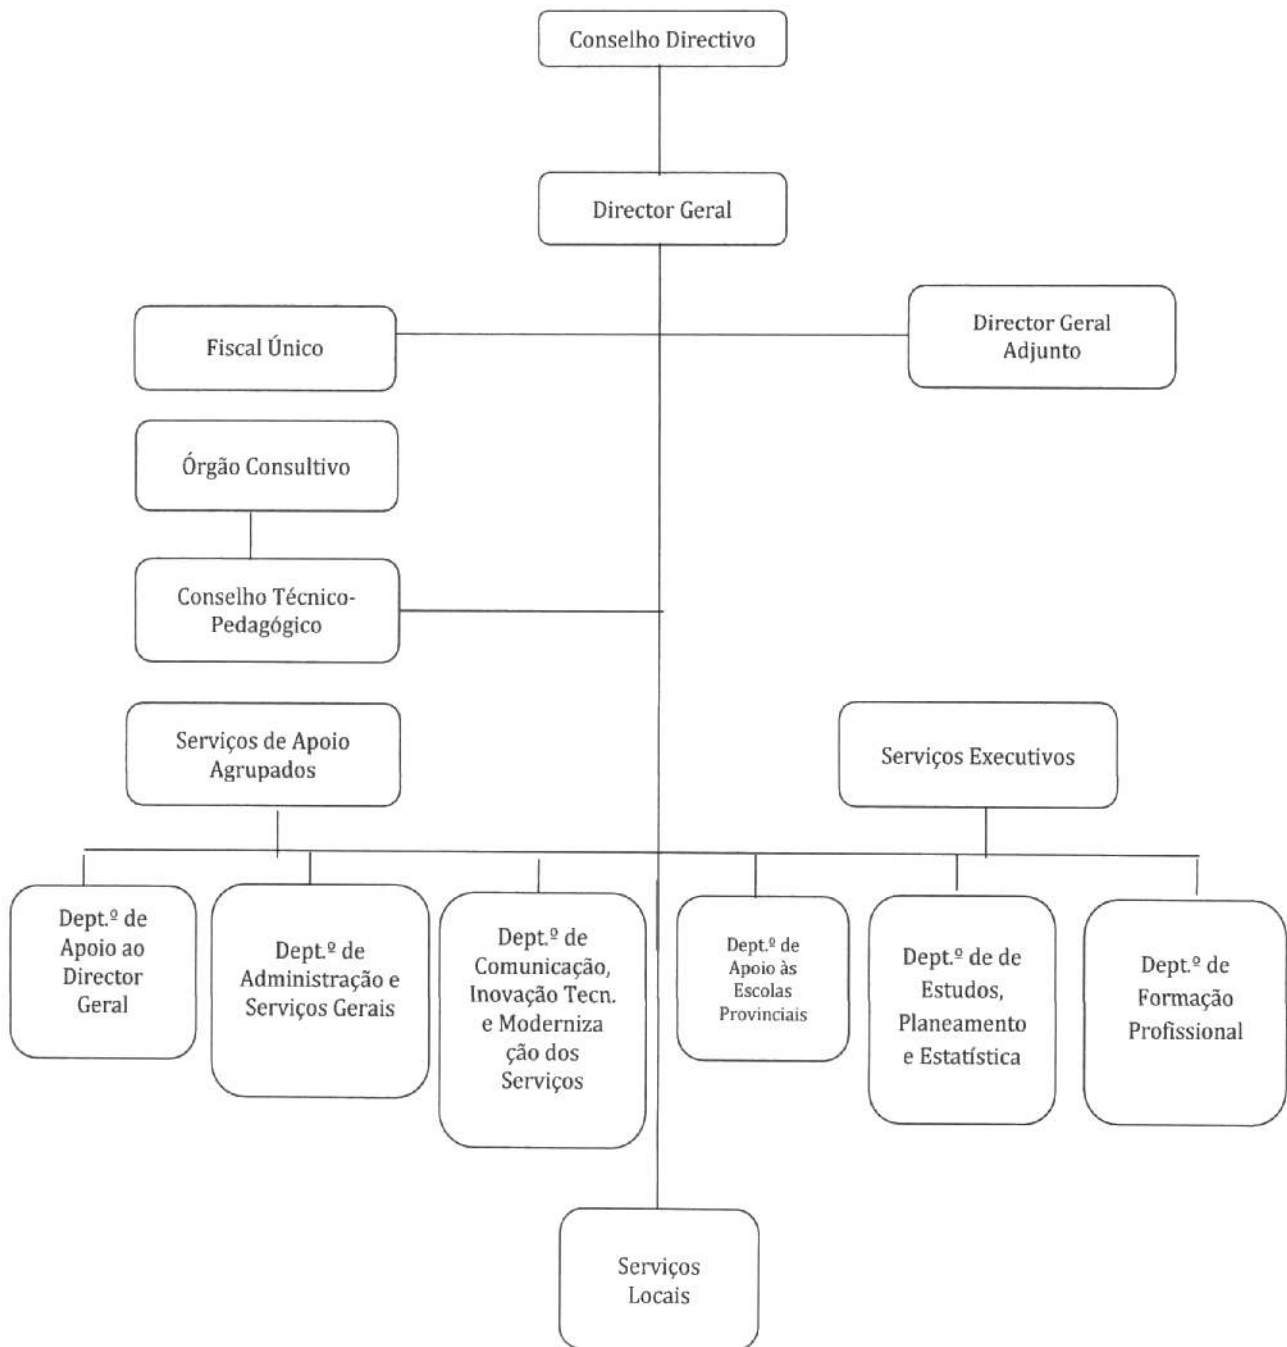 Conselho Directivo
Director Geral
Fiscal Único
Director Geral
Adjunto
Órgão Consultivo
Conselho Técnico-
Pedagógico
Serviços de Apoio
Agrupados
Serviços Executivos
Dept.º de
Apoio ao
Director
Geral
Dept.º de
Administração e
Serviços Gerais
Dept.º de
Comunicação,
Inovação Tecn.
e Moderniza
ção dos
Serviços
Dept.º de
Apoio às
Escolas
Provinciais
Dept.º de de
Estudos,
Planeamento
e Estatística
Dept.º de
Formação
Profissional
Serviços
Locais